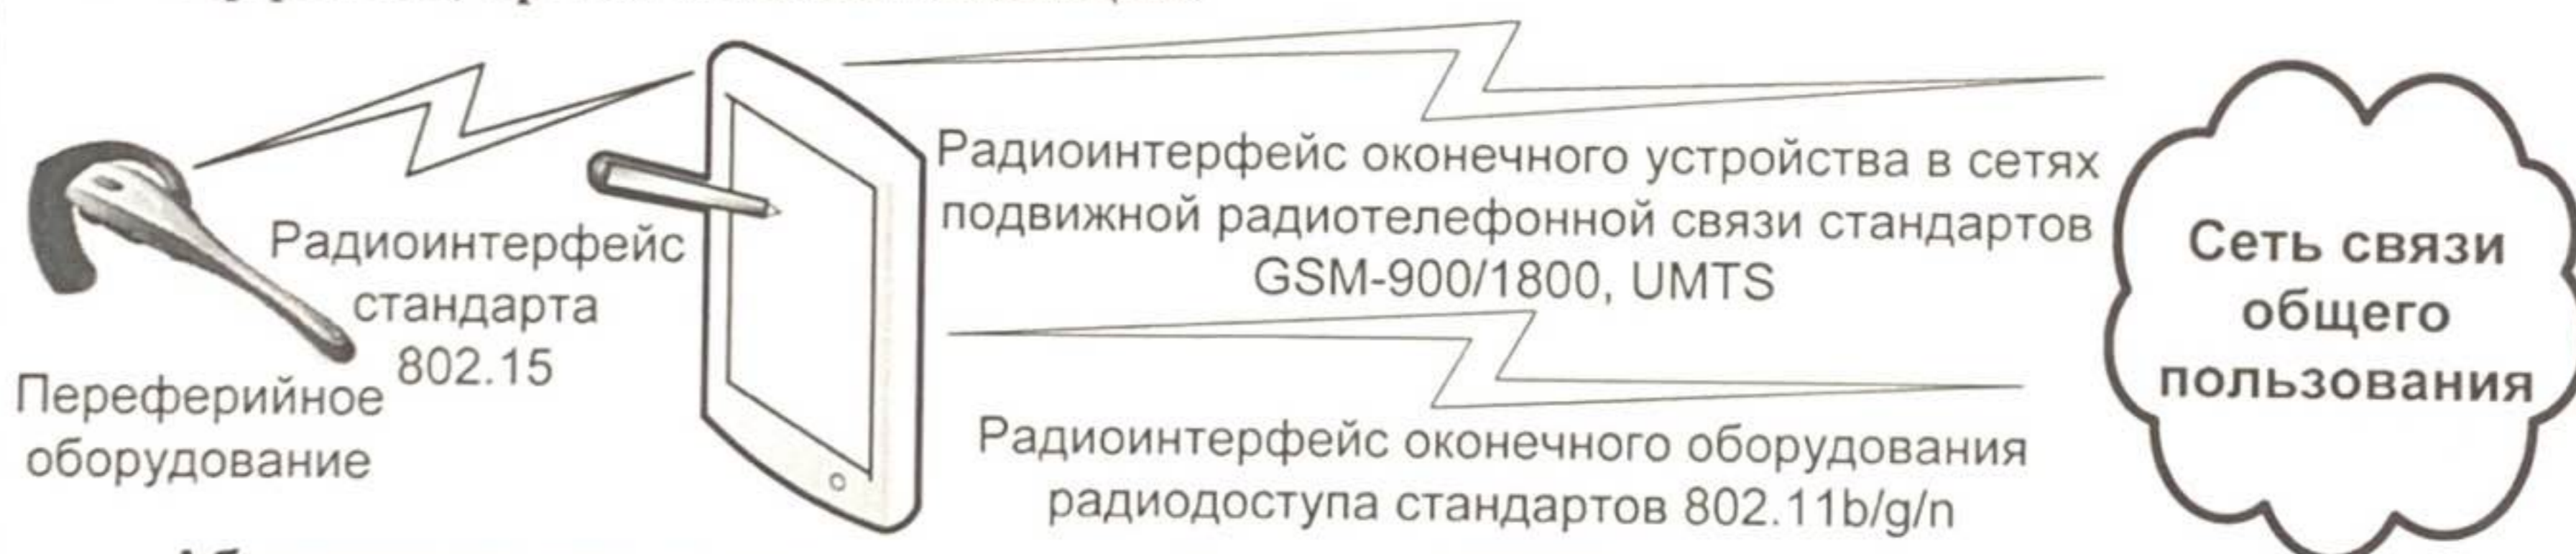 Радиоинтерфейс оконечного устройства в сетях
подвижной радиотелефонной связи стандартов
GSM-900/1800, UMTS
Радиоинтерфейс
стандарта
802.15
Переферийное
оборудование
Сеть связи
общего
пользования
Радиоинтерфейс оконечного оборудования
радиодоступа стандартов 802.11b/g/n